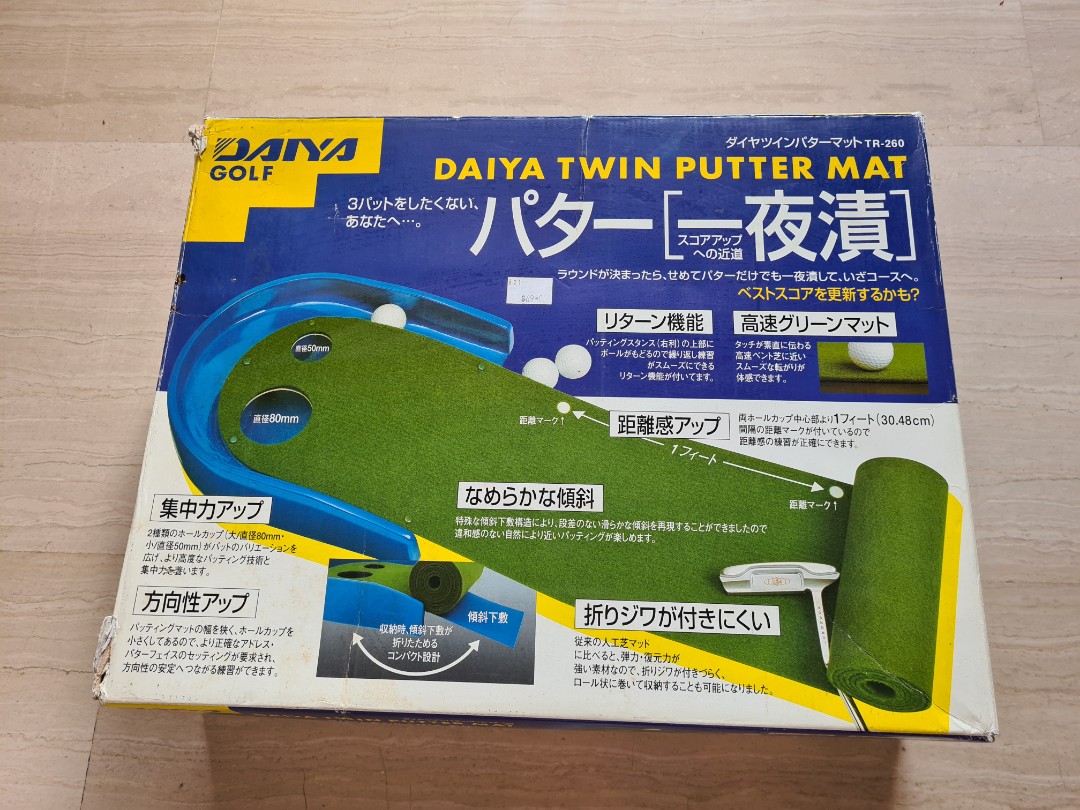 DAIYA
GOLF
ダイヤツインパターマット TR-260
DAIYA TWIN PUTTER MAT
3パットをしたくない、
あなたへ…。
パター[スコアアップへの近道 一夜漬]
ラウンドが決まったら、せめてパターだけでも一夜漬して、いざコースへ。
ベストスコアを更新するかも?
リターン機能
パッティングスタンス(右利)の上部に
ボールがもどるので繰り返し練習
がスムーズにできる
リターン機能が付いてます。
高速グリーンマット
タッチが素直に伝わる
高速ベント芝に近い
スムーズな転がりが
体感できます。
直径50mm
直径80mm
距離マーク↑
距離感アップ
両ホールカップ中心部より1フィート(30.48cm)
間隔の距離マークが付いているので
距離感の練習が正確にできます。
1フィート
距離マーク↑
なめらかな傾斜
特殊な傾斜下敷構造により、段差のない滑らかな傾斜を再現することができましたので
違和感のない自然により近いパッティングが楽しめます。
集中力アップ
2種類のホールカップ(大/直径80mm・
小/直径50mm)がパットのバリエーションを
広げ、より高度なパッティング技術と
集中力を養います。
方向性アップ
パッティングマットの幅を狭く、ホールカップを
小さくしてあるので、より正確なアドレス・
パターフェイスのセッティングが要求され、
方向性の安定へつながる練習ができます。
傾斜下敷
収納時、傾斜下敷が
折りたためる
コンパクト設計
折りジワが付きにくい
従来の人工芝マット
に比べると、弾力・復元力が
強い素材なので、折りジワが付きづらく、
ロール状に巻いて収納することも可能になりました。
DAIYA TWIN PUTTER MAT